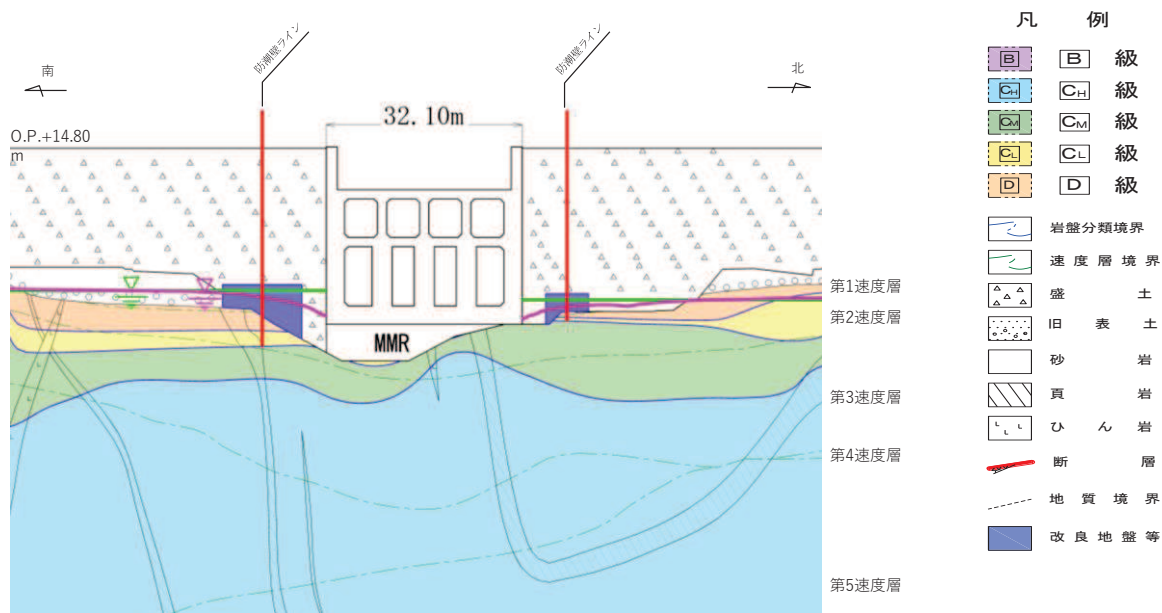 南
防潮壁ライン
防潮壁ライン
北
32.10m
O.P.+14.80
m
MMR
第1速度層
第2速度層
第3速度層
第4速度層
第5速度層
凡 例
B B 級
CH CH 級
CM CM 級
CL CL 級
D D 級
岩盤分類境界
速度層境界
盛土
旧表土
砂岩
頁岩
ひん岩
断層
地質境界
改良地盤等